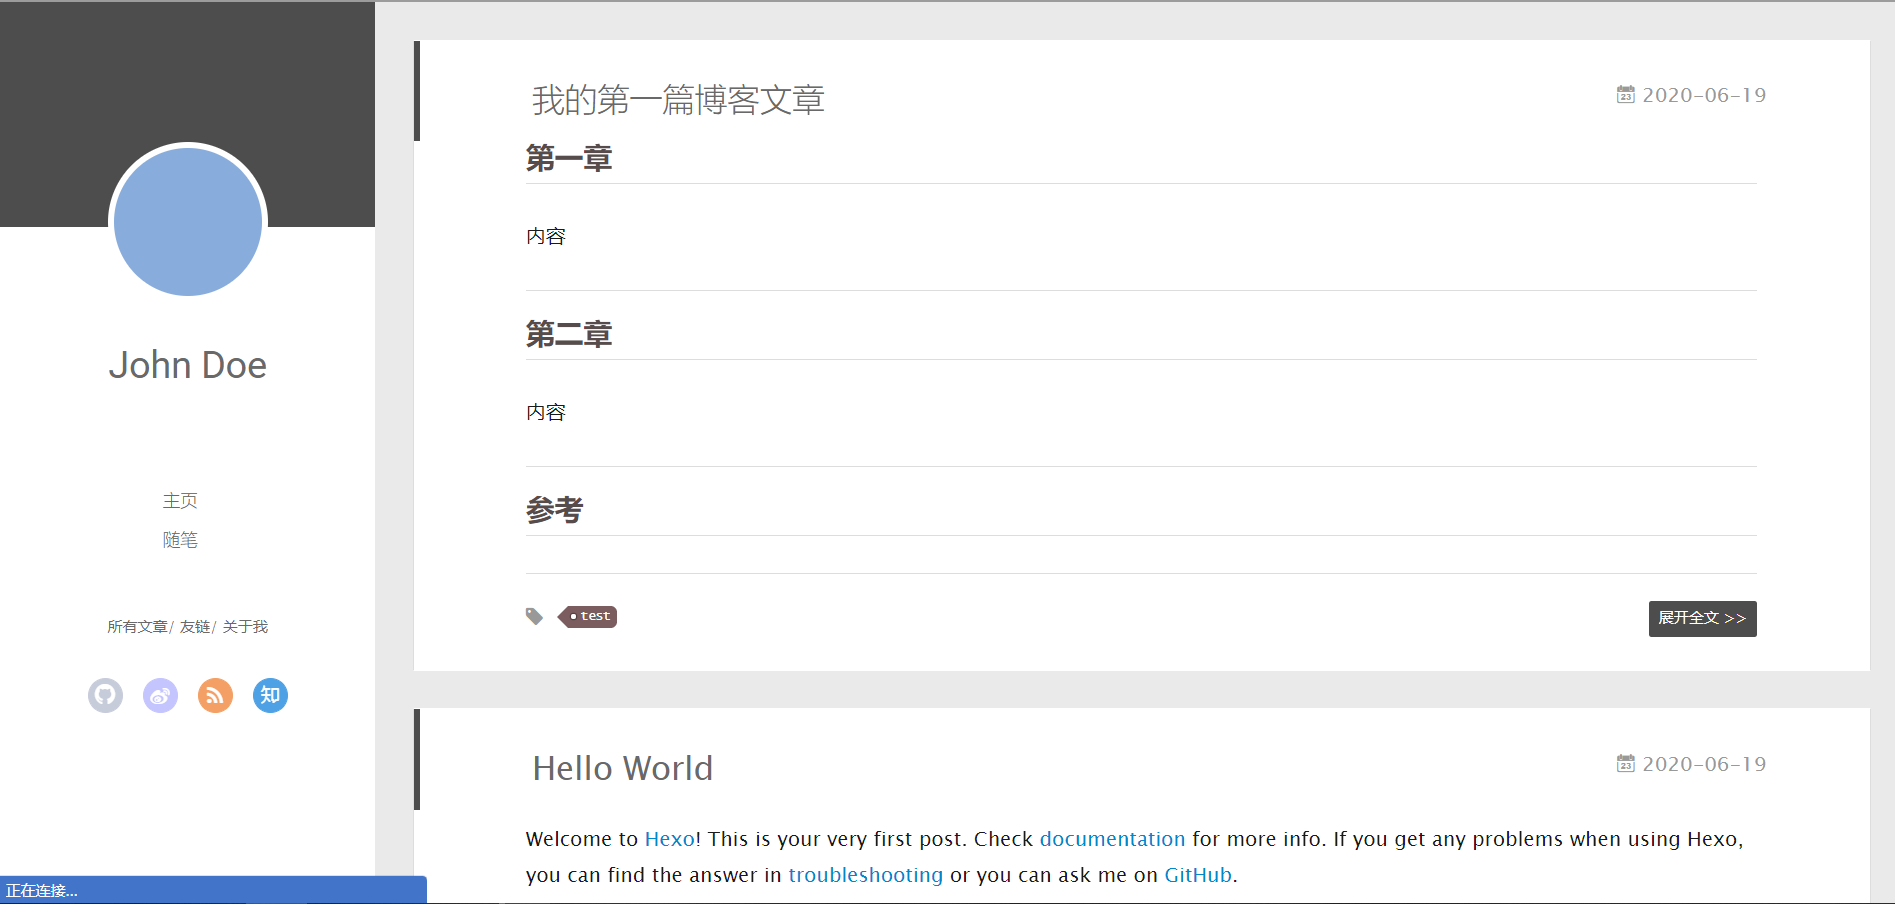 John Doe
主页
随笔
所有文章/ 友链/ 关于我
知
正在连接...
我的第一篇博客文章
23 2020-06-19
第一章
内容
第二章
内容
参考
test
展开全文 >>
Hello World
23 2020-06-19
Welcome to Hexo! This is your very first post. Check documentation for more info. If you get any problems when using Hexo,
you can find the answer in troubleshooting or you can ask me on GitHub.